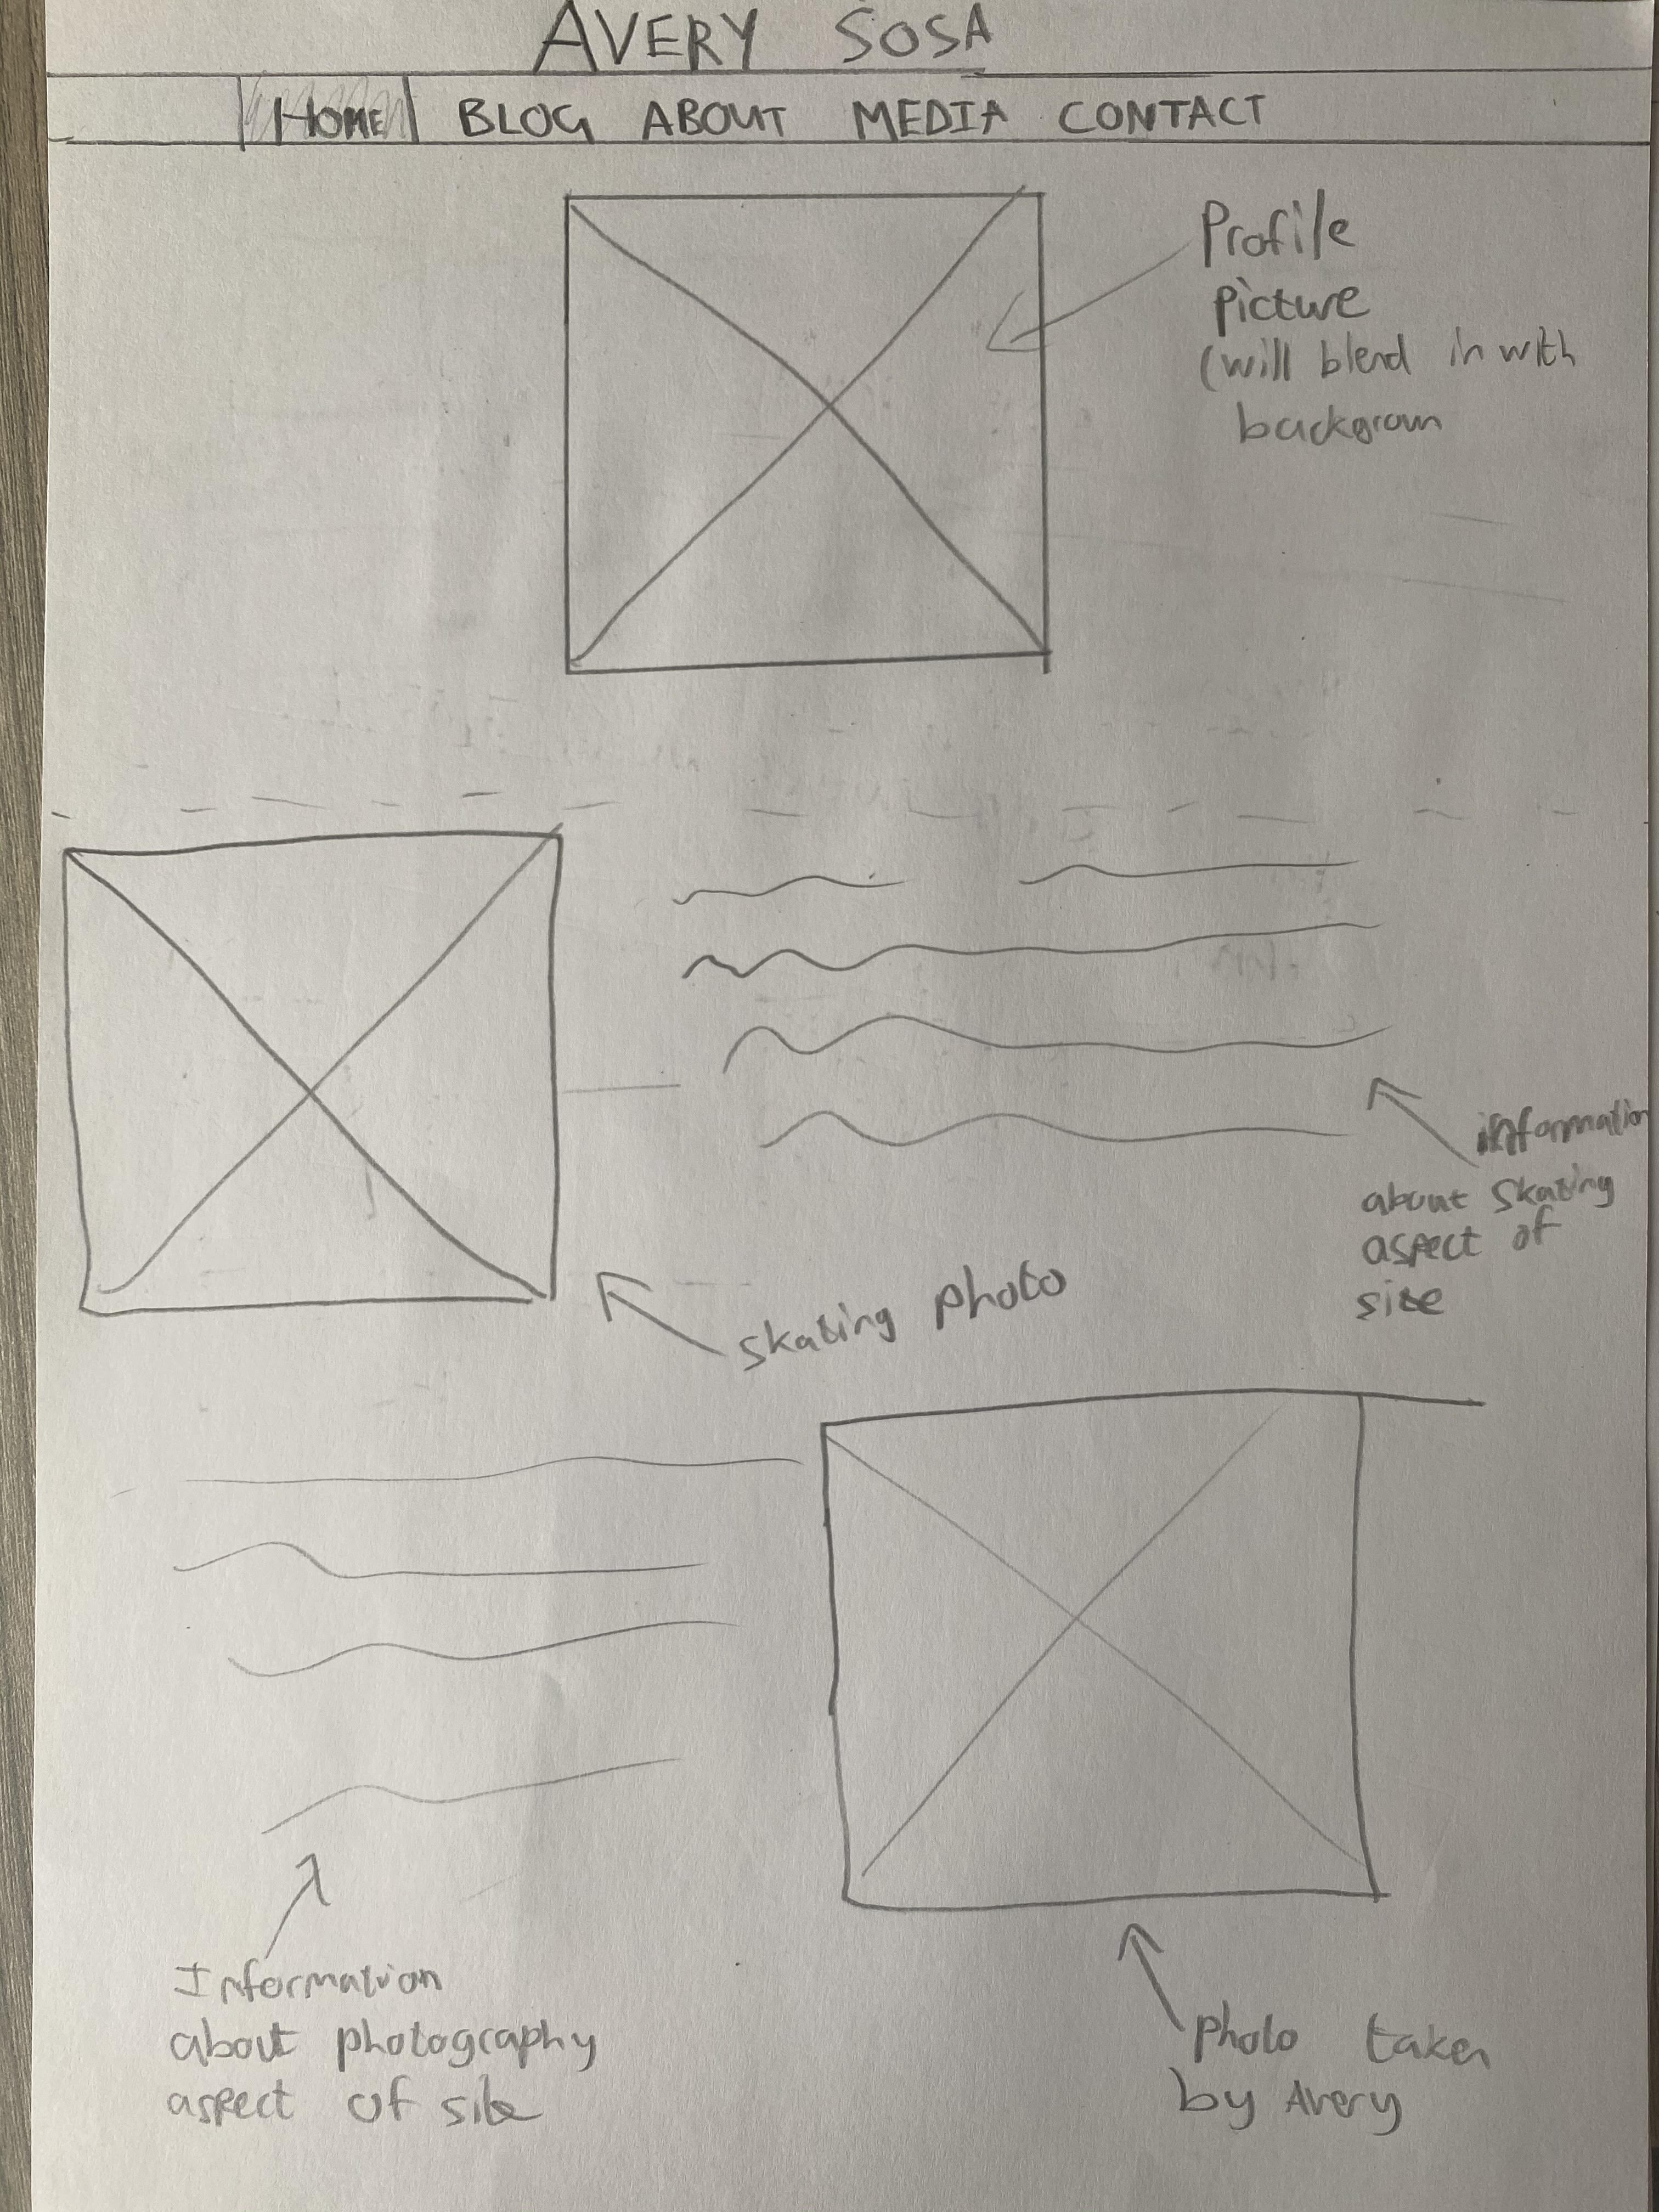 AVERY SOSA
HOME BLOG ABOUT MEDIA CONTACT
Profile
picture
(will blend in with
backgroun
information
about skating
aspect of
site
skating photo
Information
about photography
aspect of site
photo taken
by Avery